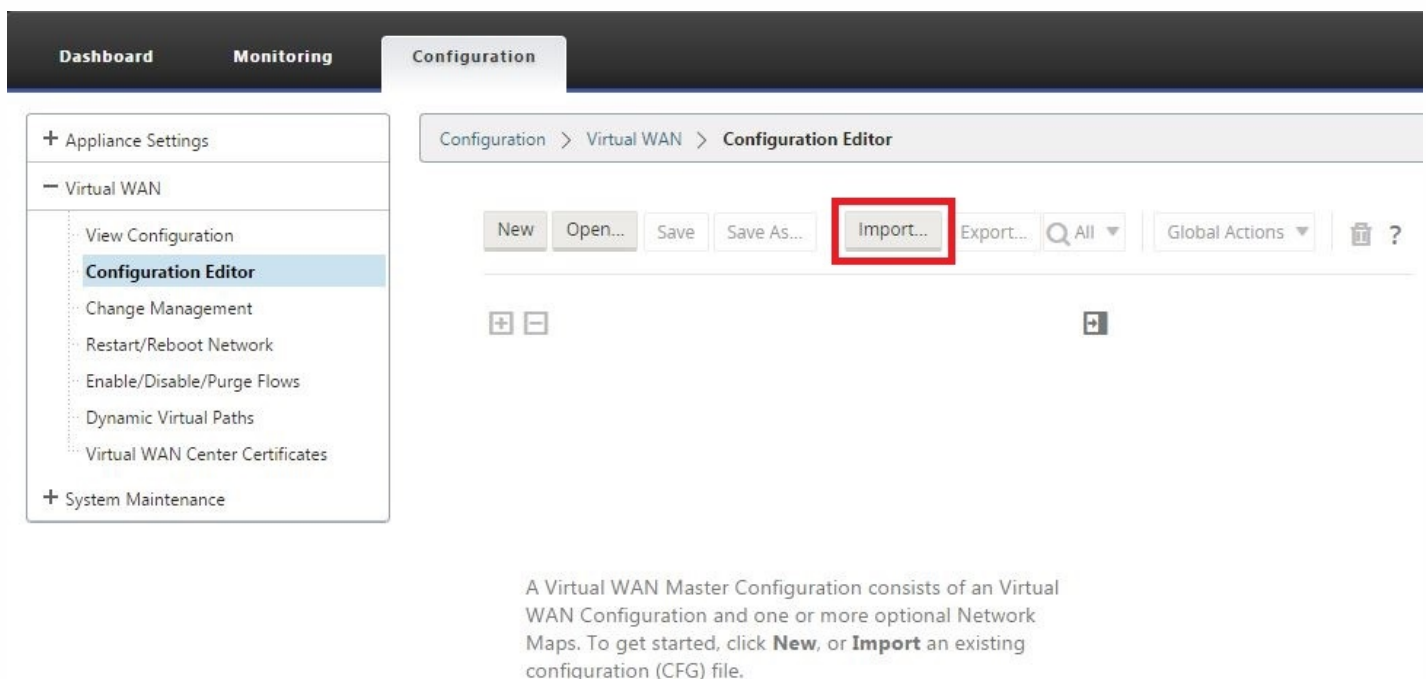 Dashboard Monitoring Configuration
+ Appliance Settings
− Virtual WAN
View Configuration
Configuration Editor
Change Management
Restart/Reboot Network
Enable/Disable/Purge Flows
Dynamic Virtual Paths
Virtual WAN Center Certificates
+ System Maintenance
Configuration > Virtual WAN > Configuration Editor
New Open... Save Save As... Import... Export... All Global Actions ?
A Virtual WAN Master Configuration consists of an Virtual
WAN Configuration and one or more optional Network
Maps. To get started, click New, or Import an existing
configuration (CFG) file.